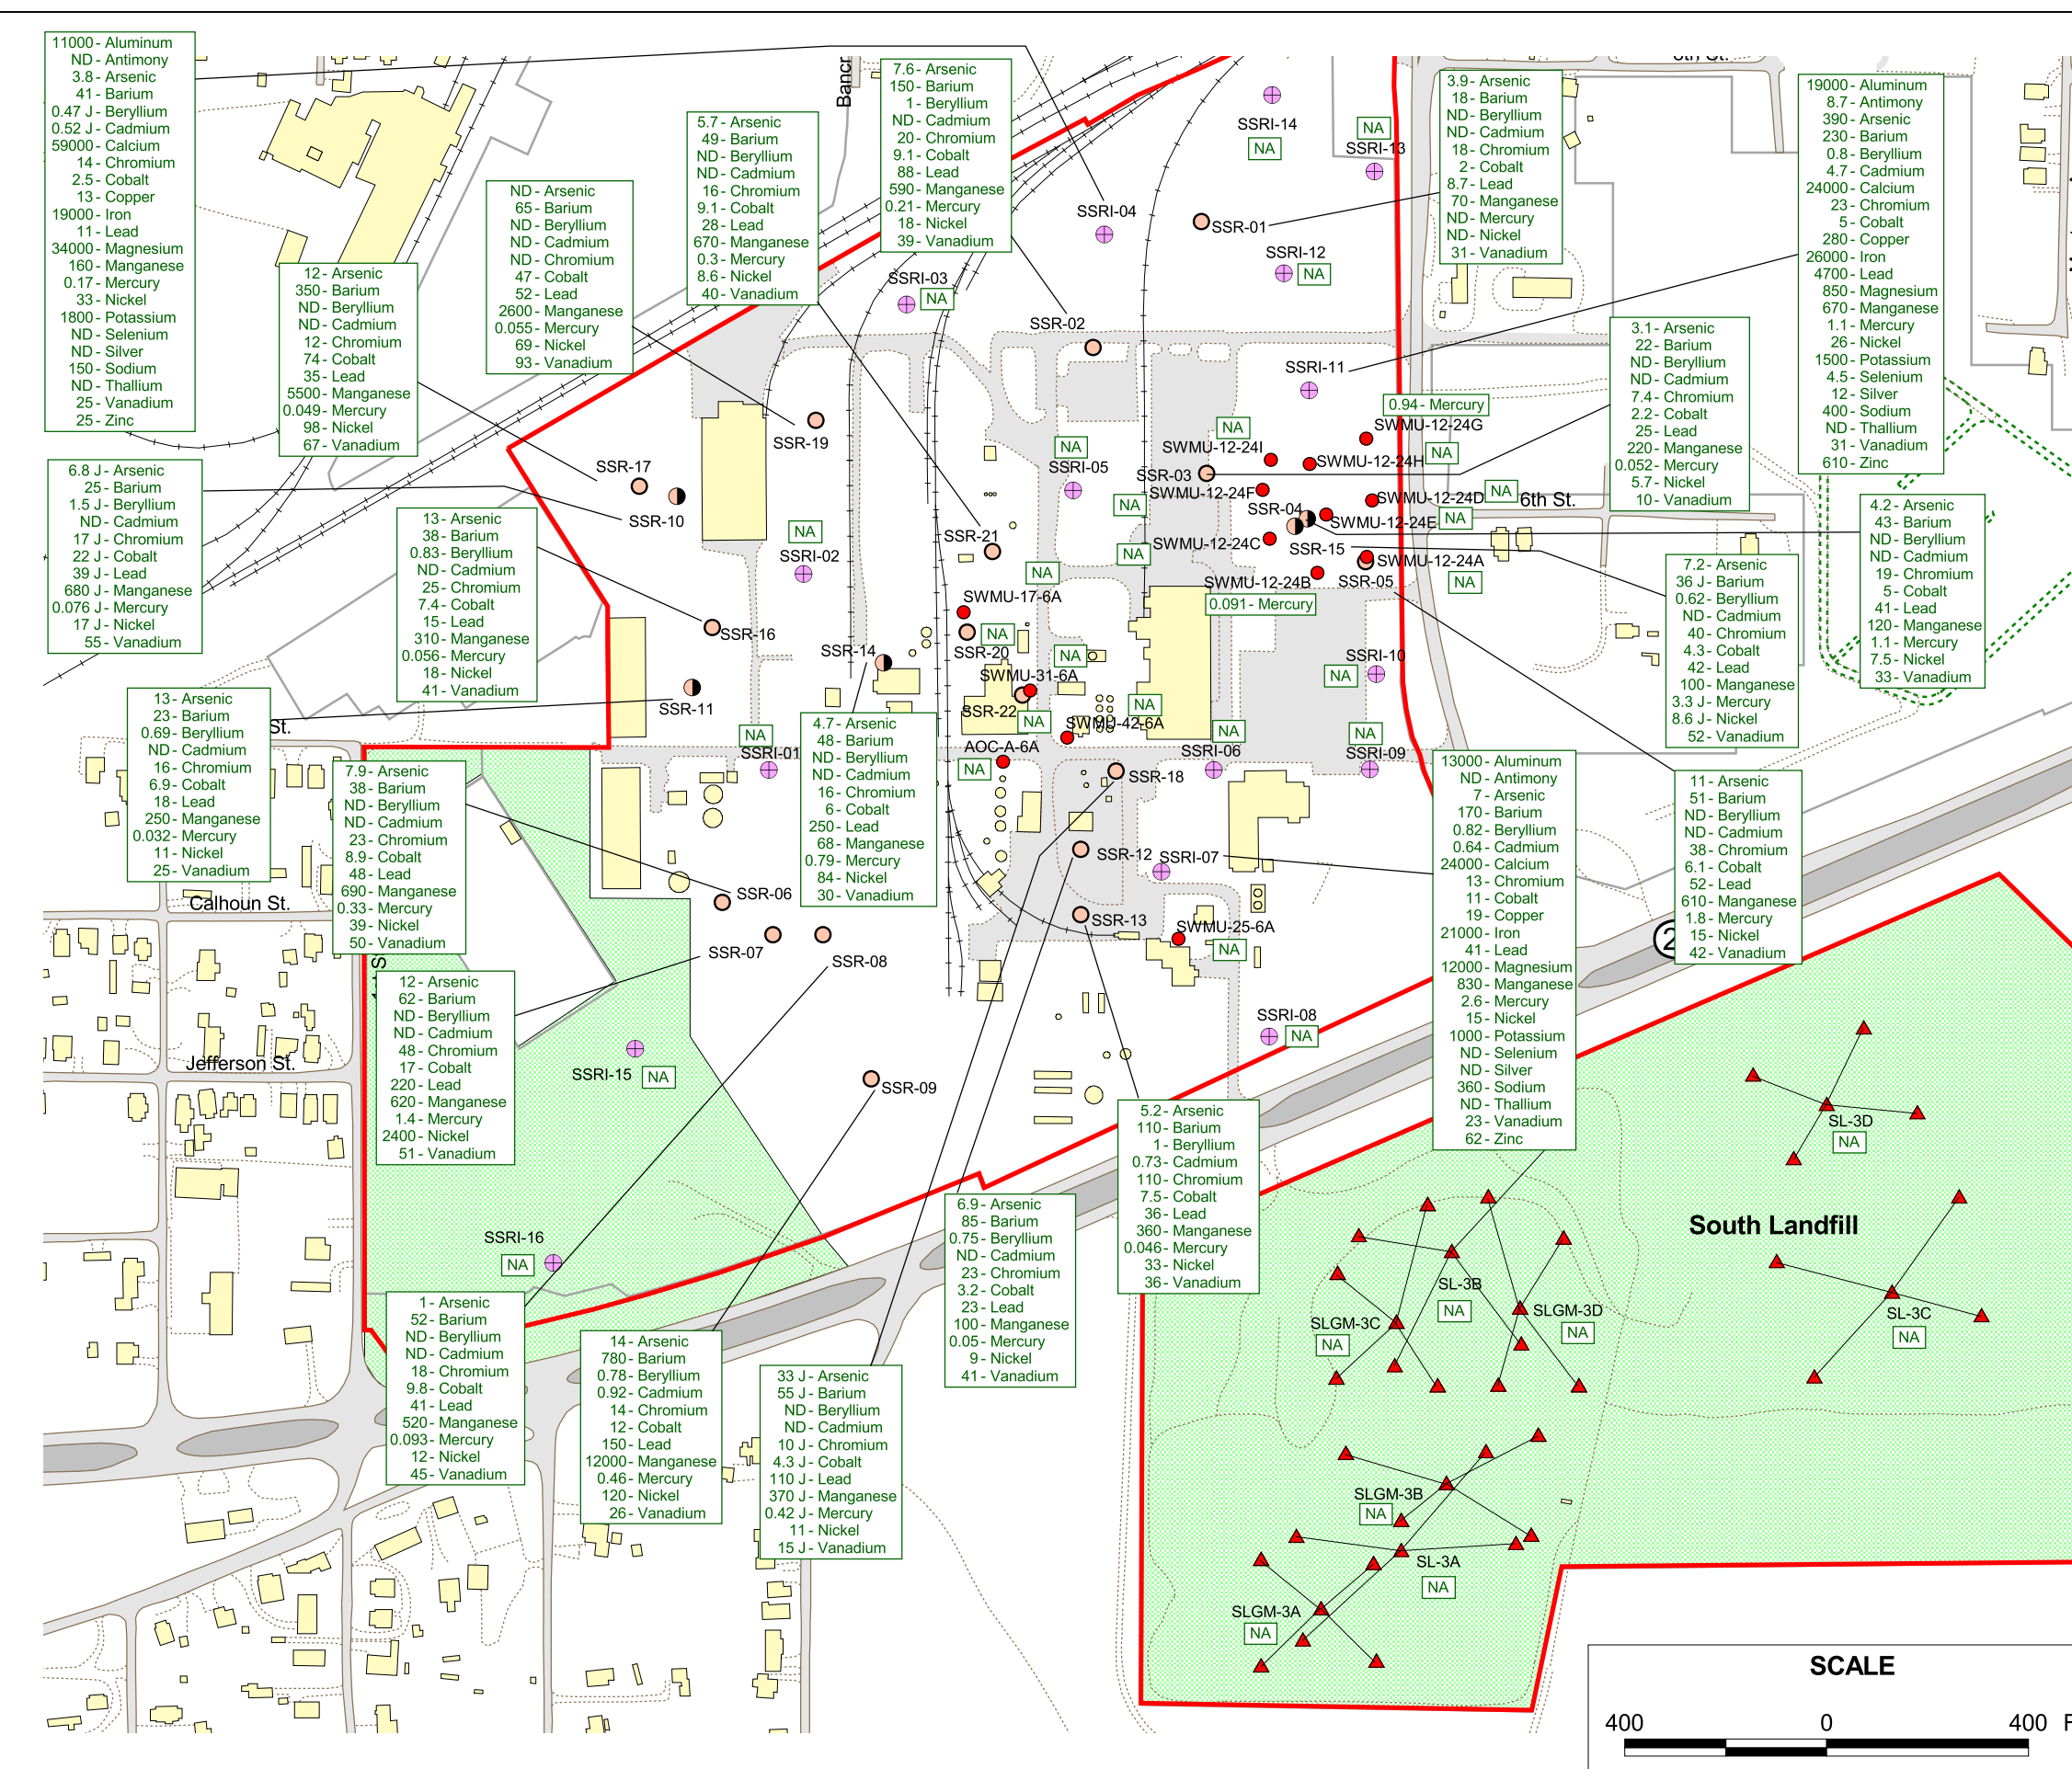 11000 - Aluminum
ND - Antimony
3.8 - Arsenic
41 - Barium
0.47 J - Beryllium
0.52 J - Cadmium
59000 - Calcium
14 - Chromium
2.5 - Cobalt
13 - Copper
19000 - Iron
11 - Lead
34000 - Magnesium
160 - Manganese
0.17 - Mercury
33 - Nickel
1800 - Potassium
ND - Selenium
ND - Silver
150 - Sodium
ND - Thallium
25 - Vanadium
25 - Zinc
12 - Arsenic
350 - Barium
ND - Beryllium
ND - Cadmium
12 - Chromium
74 - Cobalt
35 - Lead
5500 - Manganese
0.049 - Mercury
98 - Nickel
67 - Vanadium
ND - Arsenic
65 - Barium
ND - Beryllium
ND - Cadmium
ND - Chromium
47 - Cobalt
52 - Lead
2600 - Manganese
0.055 - Mercury
69 - Nickel
93 - Vanadium
5.7 - Arsenic
49 - Barium
ND - Beryllium
ND - Cadmium
16 - Chromium
9.1 - Cobalt
28 - Lead
670 - Manganese
0.3 - Mercury
8.6 - Nickel
40 - Vanadium
Bancr
7.6 - Arsenic
150 - Barium
1 - Beryllium
ND - Cadmium
20 - Chromium
9.1 - Cobalt
88 - Lead
590 - Manganese
0.21 - Mercury
18 - Nickel
39 - Vanadium
3.9 - Arsenic
18 - Barium
ND - Beryllium
ND - Cadmium
18 - Chromium
2 - Cobalt
8.7 - Lead
70 - Manganese
ND - Mercury
ND - Nickel
31 - Vanadium
19000 - Aluminum
8.7 - Antimony
390 - Arsenic
230 - Barium
0.8 - Beryllium
4.7 - Cadmium
24000 - Calcium
23 - Chromium
5 - Cobalt
280 - Copper
26000 - Iron
4700 - Lead
850 - Magnesium
670 - Manganese
1.1 - Mercury
26 - Nickel
1500 - Potassium
4.5 - Selenium
12 - Silver
400 - Sodium
ND - Thallium
31 - Vanadium
610 - Zinc
3.1 - Arsenic
22 - Barium
ND - Beryllium
ND - Cadmium
7.4 - Chromium
2.2 - Cobalt
25 - Lead
220 - Manganese
0.052 - Mercury
5.7 - Nickel
10 - Vanadium
4.2 - Arsenic
43 - Barium
ND - Beryllium
ND - Cadmium
19 - Chromium
5 - Cobalt
41 - Lead
120 - Manganese
1.1 - Mercury
7.5 - Nickel
33 - Vanadium
7.2 - Arsenic
36 J - Barium
0.62 - Beryllium
ND - Cadmium
40 - Chromium
4.3 - Cobalt
42 - Lead
100 - Manganese
3.3 J - Mercury
8.6 J - Nickel
52 - Vanadium
6.8 J - Arsenic
25 - Barium
1.5 J - Beryllium
ND - Cadmium
17 J - Chromium
22 J - Cobalt
39 J - Lead
680 J - Manganese
0.076 J - Mercury
17 J - Nickel
55 - Vanadium
13 - Arsenic
38 - Barium
0.83 - Beryllium
ND - Cadmium
25 - Chromium
7.4 - Cobalt
15 - Lead
310 - Manganese
0.056 - Mercury
18 - Nickel
41 - Vanadium
13 - Arsenic
23 - Barium
0.69 - Beryllium
ND - Cadmium
16 - Chromium
6.9 - Cobalt
18 - Lead
250 - Manganese
0.032 - Mercury
11 - Nickel
25 - Vanadium
7.9 - Arsenic
38 - Barium
ND - Beryllium
ND - Cadmium
23 - Chromium
8.9 - Cobalt
48 - Lead
690 - Manganese
0.33 - Mercury
39 - Nickel
50 - Vanadium
12 - Arsenic
62 - Barium
ND - Beryllium
ND - Cadmium
48 - Chromium
17 - Cobalt
220 - Lead
620 - Manganese
1.4 - Mercury
2400 - Nickel
51 - Vanadium
4.7 - Arsenic
48 - Barium
ND - Beryllium
ND - Cadmium
16 - Chromium
6 - Cobalt
250 - Lead
68 - Manganese
0.79 - Mercury
84 - Nickel
30 - Vanadium
13000 - Aluminum
ND - Antimony
7 - Arsenic
170 - Barium
0.82 - Beryllium
0.64 - Cadmium
24000 - Calcium
13 - Chromium
11 - Cobalt
19 - Copper
21000 - Iron
41 - Lead
12000 - Magnesium
830 - Manganese
2.6 - Mercury
15 - Nickel
1000 - Potassium
ND - Selenium
ND - Silver
360 - Sodium
ND - Thallium
23 - Vanadium
62 - Zinc
11 - Arsenic
51 - Barium
ND - Beryllium
ND - Cadmium
38 - Chromium
6.1 - Cobalt
52 - Lead
610 - Manganese
1.8 - Mercury
15 - Nickel
42 - Vanadium
5.2 - Arsenic
110 - Barium
1 - Beryllium
0.73 - Cadmium
110 - Chromium
7.5 - Cobalt
36 - Lead
360 - Manganese
0.046 - Mercury
33 - Nickel
36 - Vanadium
6.9 - Arsenic
85 - Barium
0.75 - Beryllium
ND - Cadmium
23 - Chromium
3.2 - Cobalt
23 - Lead
100 - Manganese
0.05 - Mercury
9 - Nickel
41 - Vanadium
1 - Arsenic
52 - Barium
ND - Beryllium
ND - Cadmium
18 - Chromium
9.8 - Cobalt
41 - Lead
520 - Manganese
0.093 - Mercury
12 - Nickel
45 - Vanadium
14 - Arsenic
780 - Barium
0.78 - Beryllium
0.92 - Cadmium
14 - Chromium
12 - Cobalt
150 - Lead
12000 - Manganese
0.46 - Mercury
120 - Nickel
26 - Vanadium
33 J - Arsenic
55 J - Barium
ND - Beryllium
ND - Cadmium
10 J - Chromium
4.3 J - Cobalt
110 J - Lead
370 J - Manganese
0.42 J - Mercury
11 - Nickel
15 J - Vanadium
SSRI-14
NA
NA
SSRI-13
SSRI-04
SSR-01
SSRI-12
NA
SSRI-03
NA
SSR-02
SSRI-11
0.94 - Mercury
SWMU-12-24G
NA
SWMU-12-24I
NA
SWMU-12-24H
SSR-19
NA
SSRI-05
SSR-03
SSR-17
SWMU-12-24F
NA
SWMU-12-24D
6th St.
NA
SSR-04
SSR-10
SWMU-12-24E
NA
NA
SSRI-02
SSR-21
SWMU-12-24C
NA
SSR-15
SWMU-12-24A
NA
SWMU-12-24B
SSR-05
NA
0.091 - Mercury
SWMU-17-6A
SSR-16
NA
SSR-20
SSR-14
NA
SSRI-10
NA
SWMU-31-6A
SSR-11
SSR-22
NA
NA
SWMU-42-6A
St.
NA
SSRI-01
AOC-A-6A
NA
NA
SSRI-06
NA
SSRI-09
SSR-18
SSR-12
SSRI-07
SSR-06
Calhoun St.
SSR-13
SWMU-25-6A
NA
SSR-07
SSR-08
2
SSRI-08
NA
Jefferson St.
SSRI-15
NA
SSR-09
SL-3D
NA
South Landfill
SSRI-16
NA
SL-3B
NA
SLGM-3D
NA
SLGM-3C
NA
SL-3C
NA
SLGM-3B
NA
SL-3A
NA
SLGM-3A
NA
SCALE
400 0 400 F